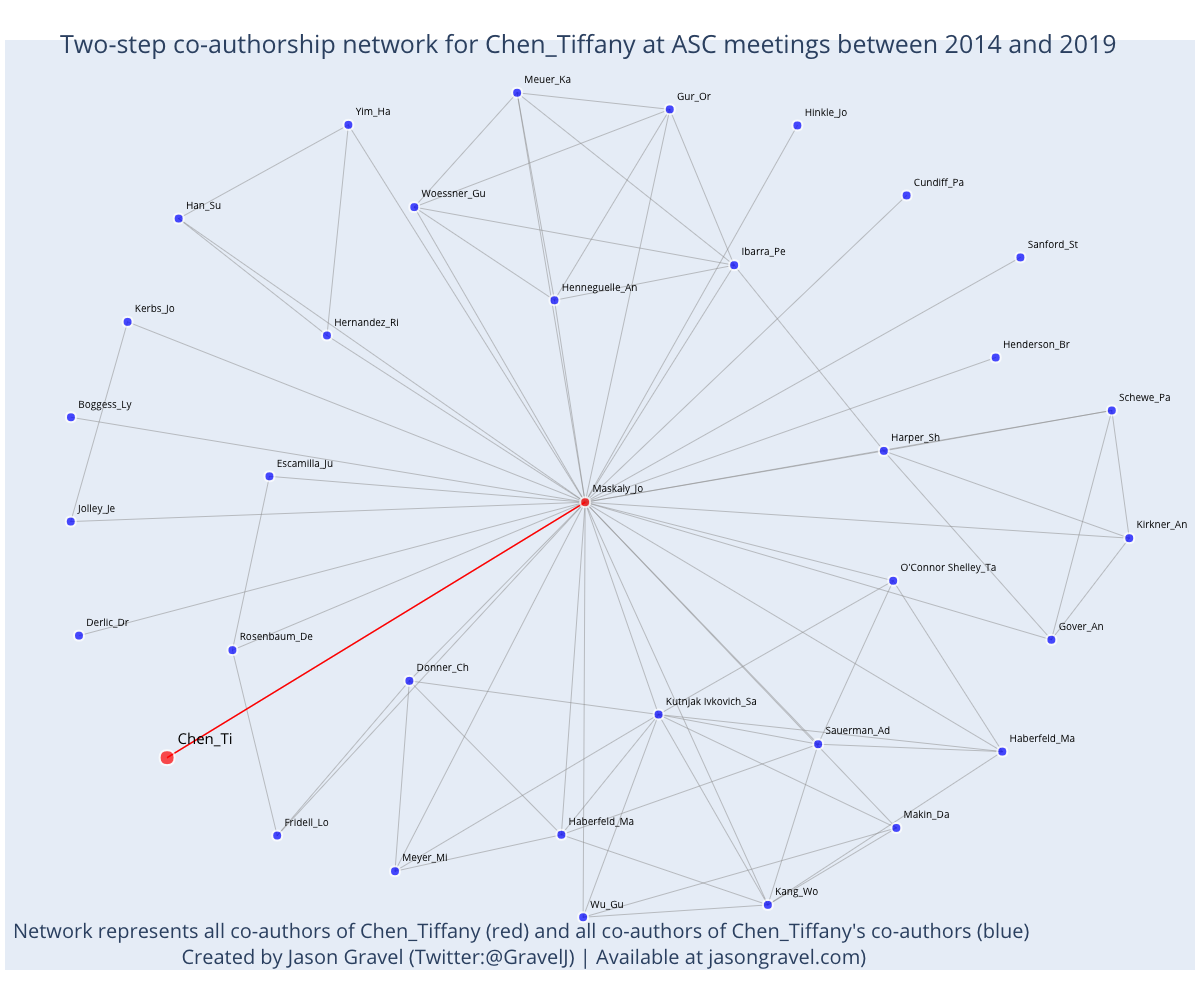 Two-step co-authorship network for Chen_Tiffany at ASC meetings between 2014 and 2019
Meuer_Ka
Gur_Or
Yim_Ha
Hinkle_Jo
Cundiff_Pa
Woessner_Gu
Han_Su
Sanford_St
Ibarra_Pe
Henneguelle_An
Kerbs_Jo
Hernandez_Ri
Henderson_Br
Schewe_Pa
Boggess_Ly
Harper_Sh
Escamilla_Ju
Maskaly_Jo
Jolley_Je
Kirkner_An
O'Connor Shelley_Ta
Derlic_Dr
Gover_An
Rosenbaum_De
Donner_Ch
Kutnjak Ivkovich_Sa
Sauerman_Ad
Chen_Ti
Haberfeld_Ma
Makin_Da
Fridell_Lo
Haberfeld_Ma
Meyer_Mi
Kang_Wo
Wu_Gu
Network represents all co-authors of Chen_Tiffany (red) and all co-authors of Chen_Tiffany's co-authors (blue)
Created by Jason Gravel (Twitter:@GravelJ) | Available at jasongravel.com)